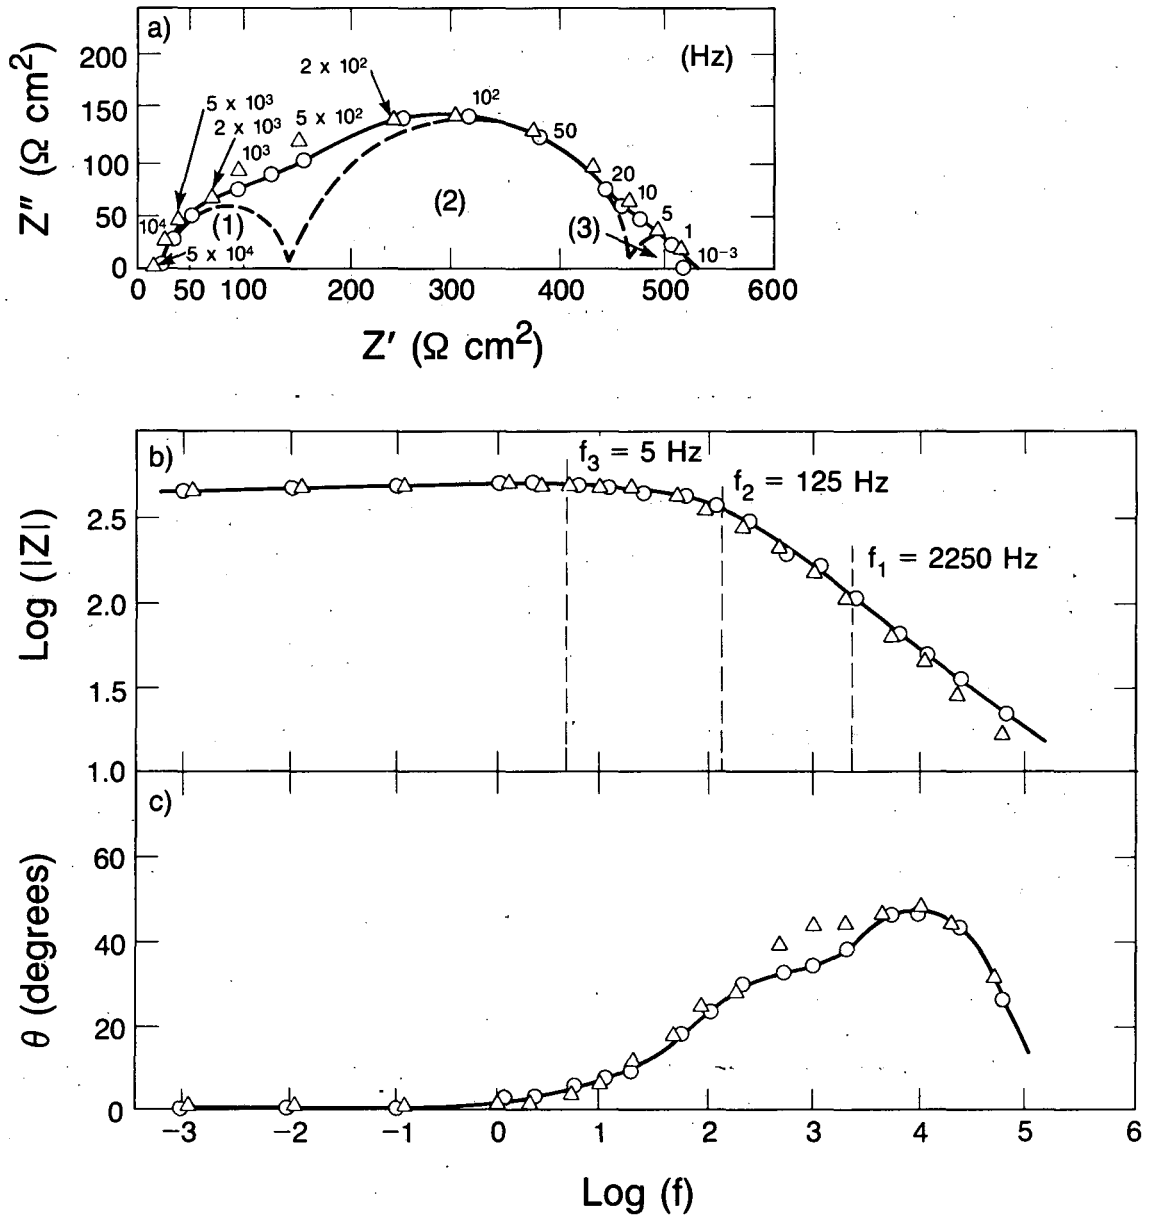 a)
(Hz)
Z″ (Ω cm²)
200
150
100
50
0
2 x 10²
5 x 10³
2 x 10³
5 x 10²
10³
10²
50
20
10
5
1
10⁻³
10⁴
5 x 10⁴
(1)
(2)
(3)
0 50 100 200 300 400 500 600
Z′ (Ω cm²)
b)
f₃ = 5 Hz
f₂ = 125 Hz
f₁ = 2250 Hz
Log (|Z|)
2.5
2.0
1.5
1.0
c)
θ (degrees)
60
40
20
0
−3 −2 −1 0 1 2 3 4 5 6
Log (f)